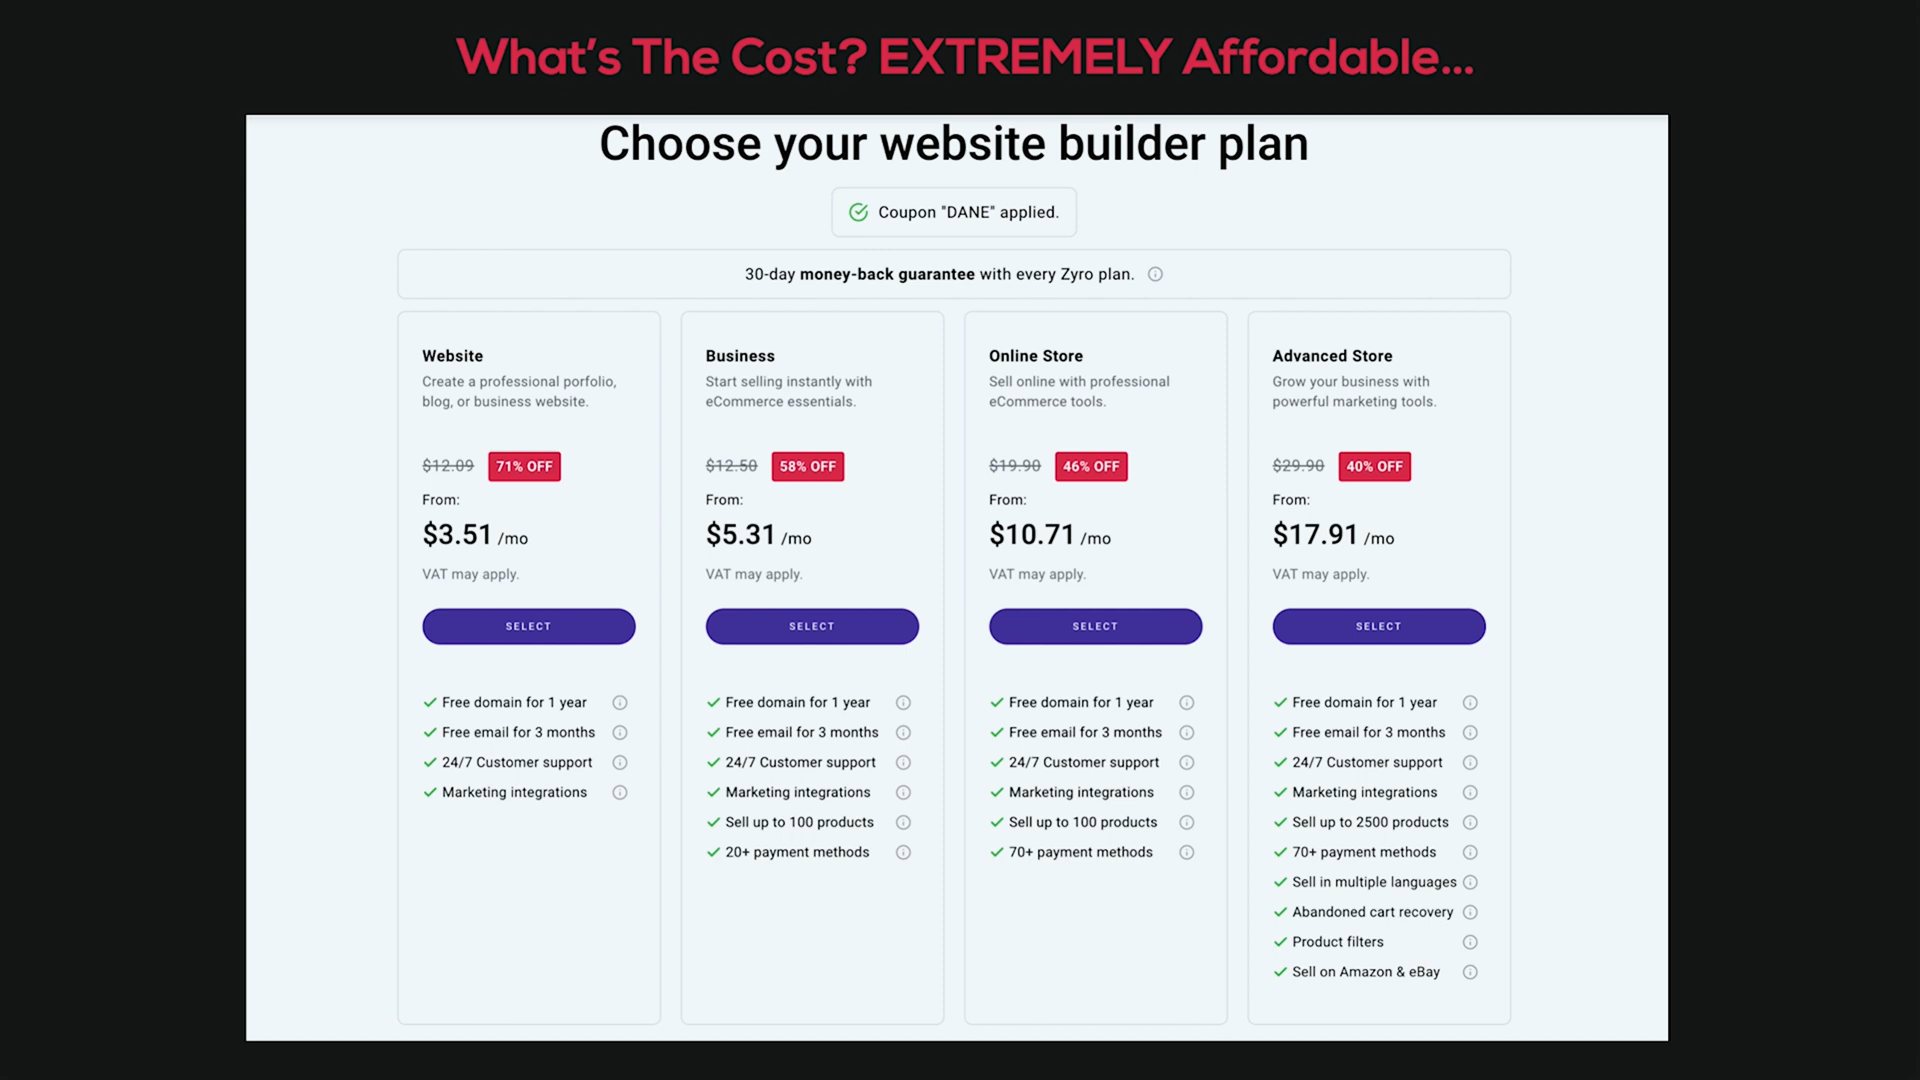 What's The Cost? EXTREMELY Affordable...
Choose your website builder plan
Coupon "DANE" applied.
30-day money-back guarantee with every Zyro plan.
Website
Create a professional porfolio,
blog, or business website.
$12.09 71% OFF
From:
$3.51 /mo
VAT may apply.
SELECT
Free domain for 1 year
Free email for 3 months
24/7 Customer support
Marketing integrations
Business
Start selling instantly with
eCommerce essentials.
$12.50 58% OFF
From:
$5.31 /mo
VAT may apply.
SELECT
Free domain for 1 year
Free email for 3 months
24/7 Customer support
Marketing integrations
Sell up to 100 products
20+ payment methods
Online Store
Sell online with professional
eCommerce tools.
$19.90 46% OFF
From:
$10.71 /mo
VAT may apply.
SELECT
Free domain for 1 year
Free email for 3 months
24/7 Customer support
Marketing integrations
Sell up to 100 products
70+ payment methods
Advanced Store
Grow your business with
powerful marketing tools.
$29.90 40% OFF
From:
$17.91 /mo
VAT may apply.
SELECT
Free domain for 1 year
Free email for 3 months
24/7 Customer support
Marketing integrations
Sell up to 2500 products
70+ payment methods
Sell in multiple languages
Abandoned cart recovery
Product filters
Sell on Amazon & eBay